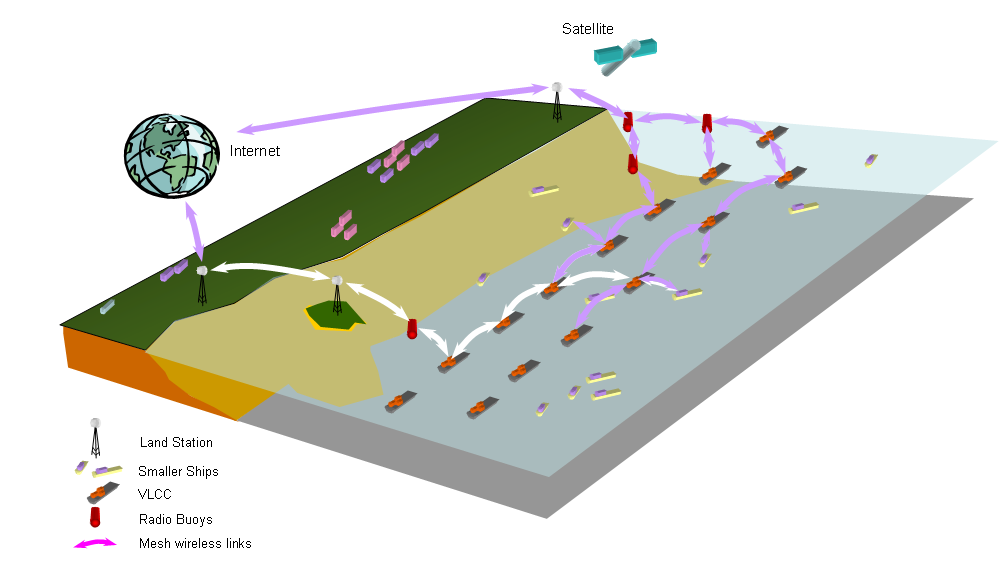 Satellite
Internet
Land Station
Smaller Ships
VLCC
Radio Buoys
Mesh wireless links